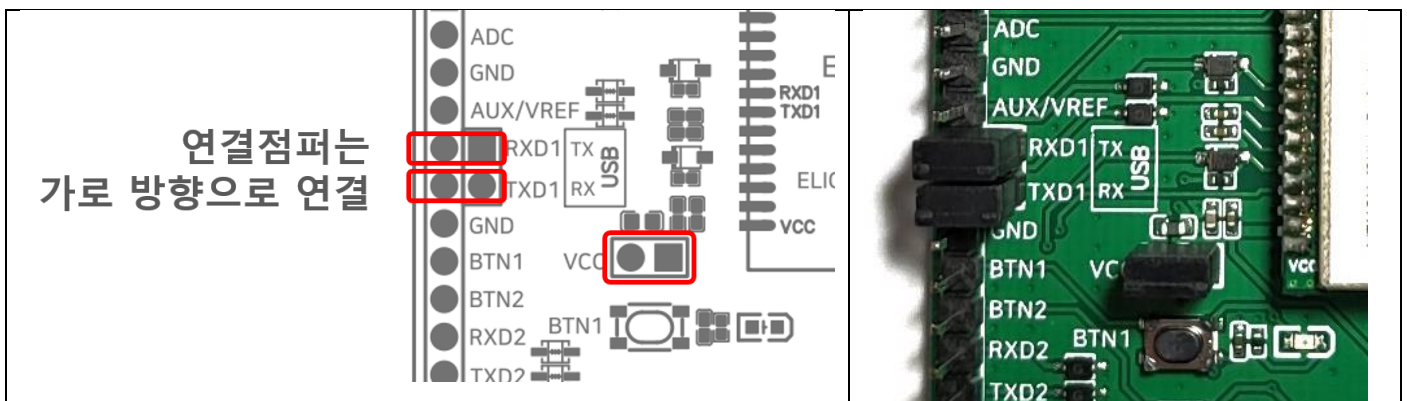 연결점퍼는
가로 방향으로 연결
ADC
GND
AUX/VREF
RXD1
TX
TXD1
RX
USB
GND
BTN1
VCC
BTN2
BTN1
RXD2
TXD2
E
RXD1
TXD1
ELIC
VCC
ADC
GND
AUX/VREF
RXD1
TX
TXD1
RX
USB
GND
BTN1
VC
BTN2
BTN1
RXD2
TXD2
VCC